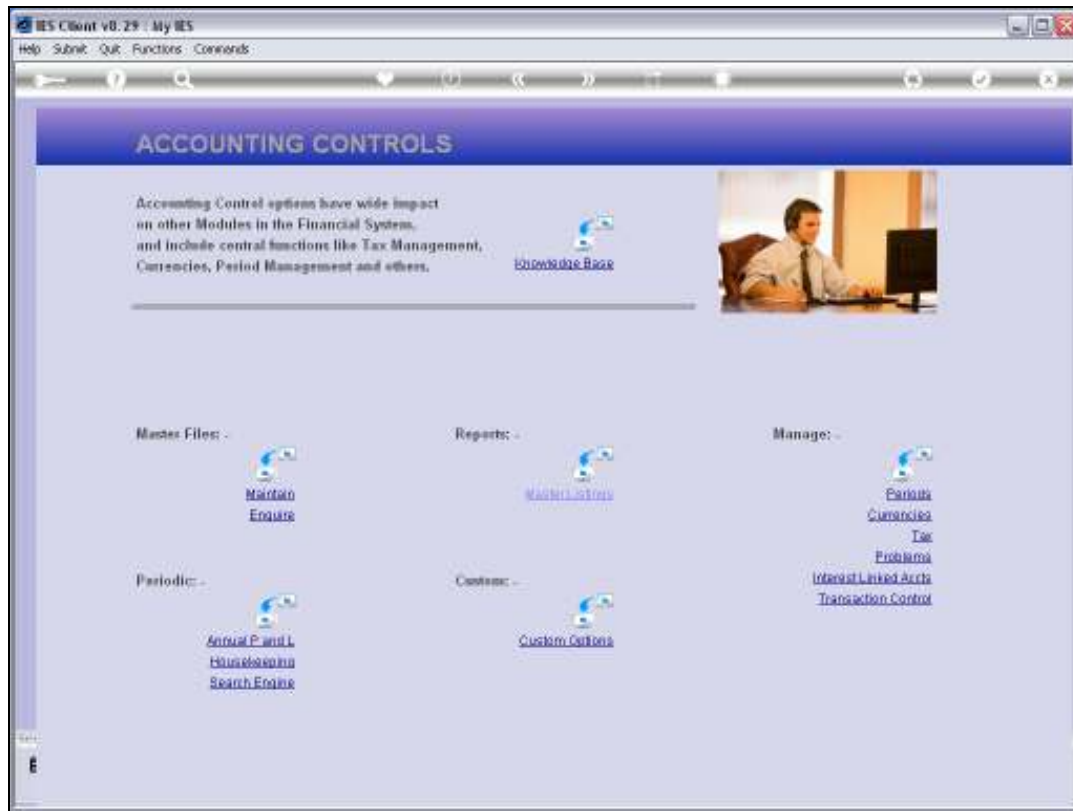 IES Client v8.29 : My IES
Help Submit Quit Functions Commands
ACCOUNTING CONTROLS
Accounting Control options have wide impact
on other Modules in the Financial System,
and include central functions like Tax Management,
Currencies, Period Management and others.
Knowledge Base
Master Files: -
Maintain
Enquire
Reports: -
Master Listings
Manage: -
Periods
Currencies
Tax
Problems
Interest Linked Accts
Transaction Control
Periodic: -
Annual P and L
Housekeeping
Search Engine
Custom: -
Custom Options